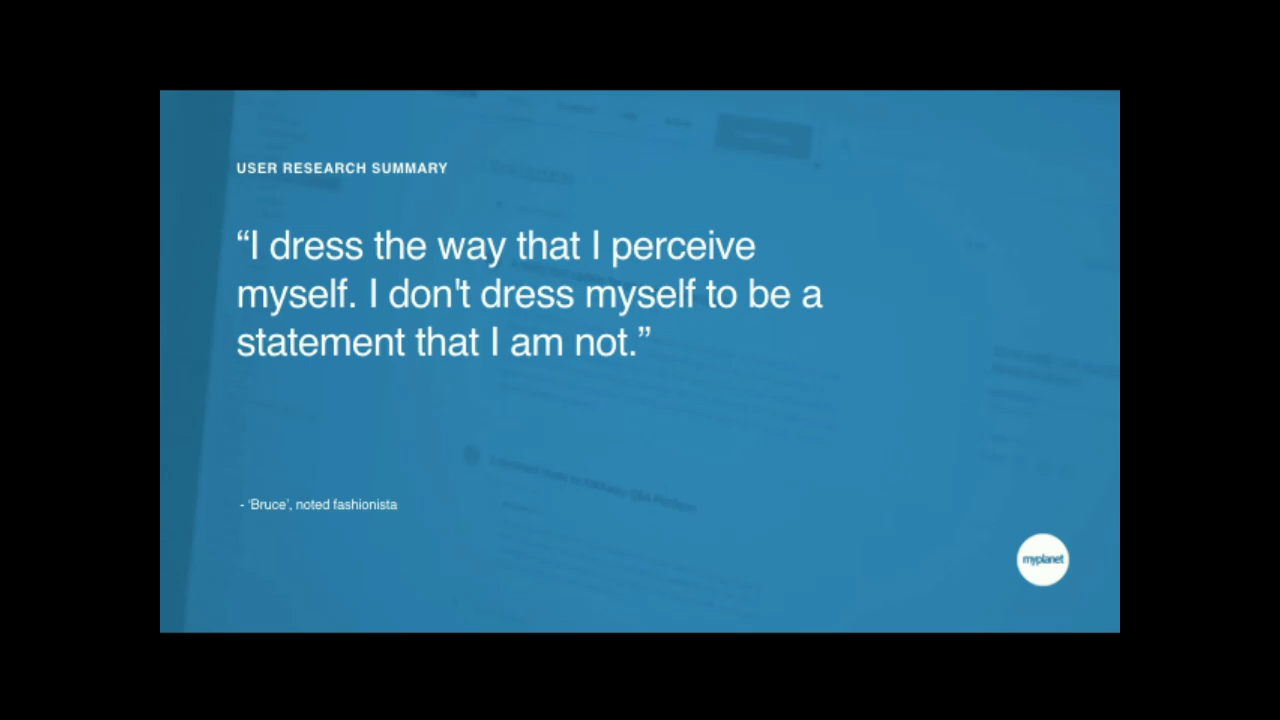 USER RESEARCH SUMMARY
“I dress the way that I perceive
myself. I don't dress myself to be a
statement that I am not.”
- ‘Bruce’, noted fashionista
myplanet